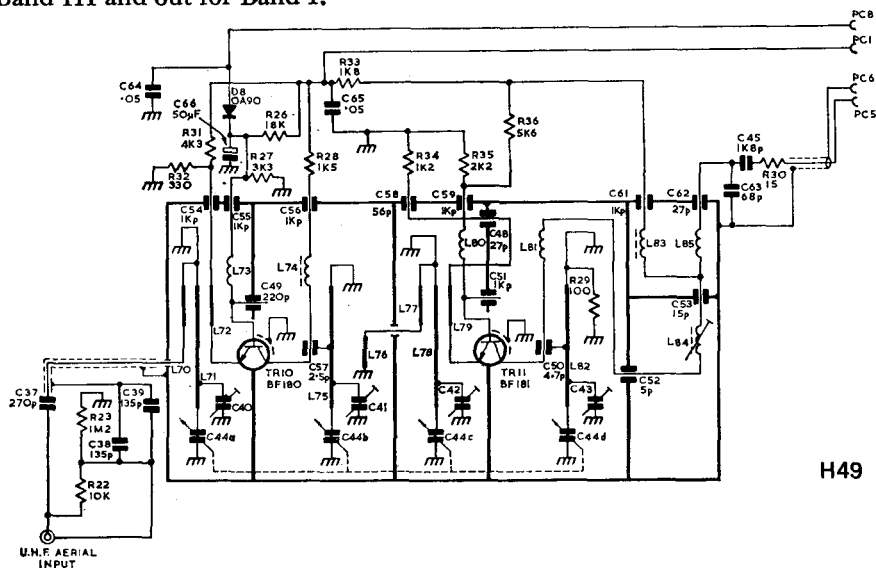 Band III and out for Band I.
PC8
PC1
PC6
PC5
C64
·05
D8
OA90
C66
50µF
R31
4K3
R26
18K
R27
3K3
R32
330
R28
1K5
R33
1K8
C65
·05
R34
1K2
R35
2K2
R36
5K6
C45
1K8p
R30
15
C63
68p
C54
1Kp
C55
1Kp
C56
1Kp
C58
56p
C59
1Kp
C61
1Kp
C62
27p
C48
27p
C51
1Kp
L73
L74
L80
L81
L83
L85
C49
220p
L72
L77
L79
R29
100
C53
15p
L84
L70
L71
TR10
BF180
C57
2·5p
L75
L76
L78
TR11
BF181
C50
4·7p
L82
C52
5p
C37
270p
C39
135p
C38
135p
R23
1M2
R22
10K
C40
C41
C42
C43
C44a
C44b
C44c
C44d
H49
U.H.F. AERIAL
INPUT